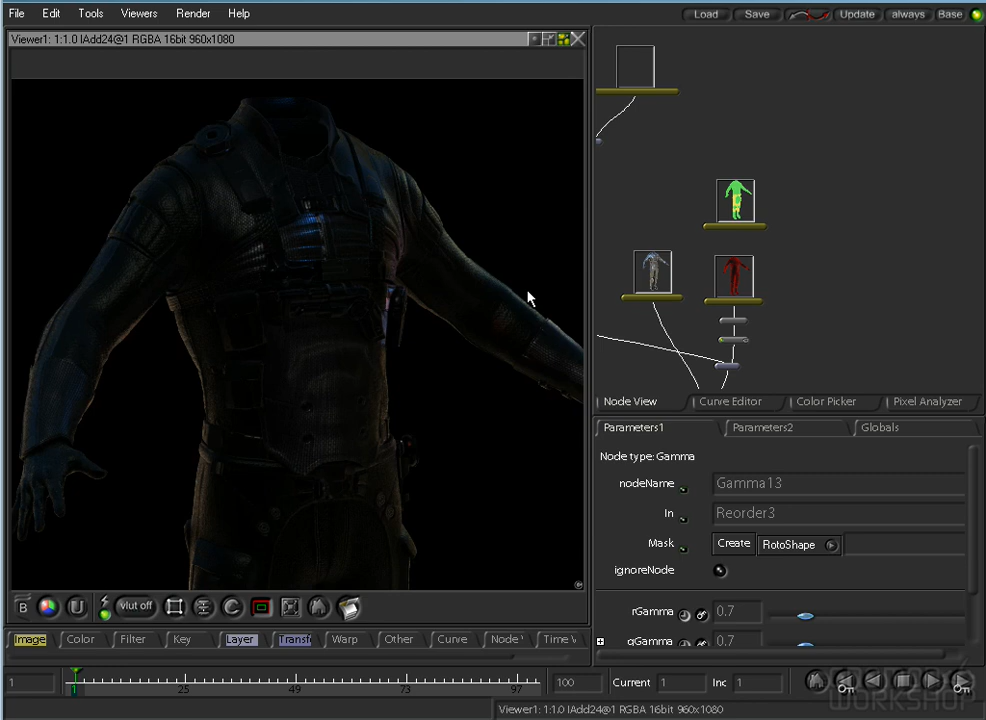 File Edit Tools Viewers Render Help Load Save Update always Base
Viewer1: 1:1.0 IAdd24@1 RGBA 16bit 960x1080
Node View Curve Editor Color Picker Pixel Analyzer
Parameters1 Parameters2 Globals
Node type: Gamma
nodeName Gamma13
In Reorder3
Mask Create RotoShape
ignoreNode
rGamma 0.7
gGamma 0.7
B U vlut off
Image Color Filter Key Layer Transf Warp Other Curve Node Time V
1 1 25 49 73 97 100 Current 1 Inc 1
Viewer1: 1:1.0 IAdd24@1 RGBA 16bit 960x1080
WORKSHOP